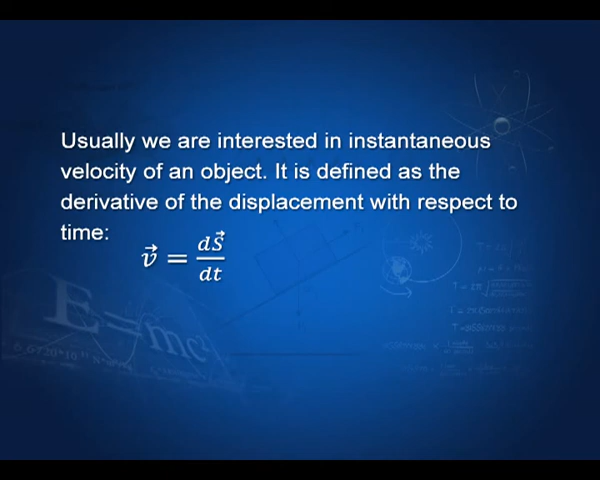 Usually we are interested in instantaneous
velocity of an object. It is defined as the
derivative of the displacement with respect to
time:
v⃗ = dS⃗/dt
E=mc²